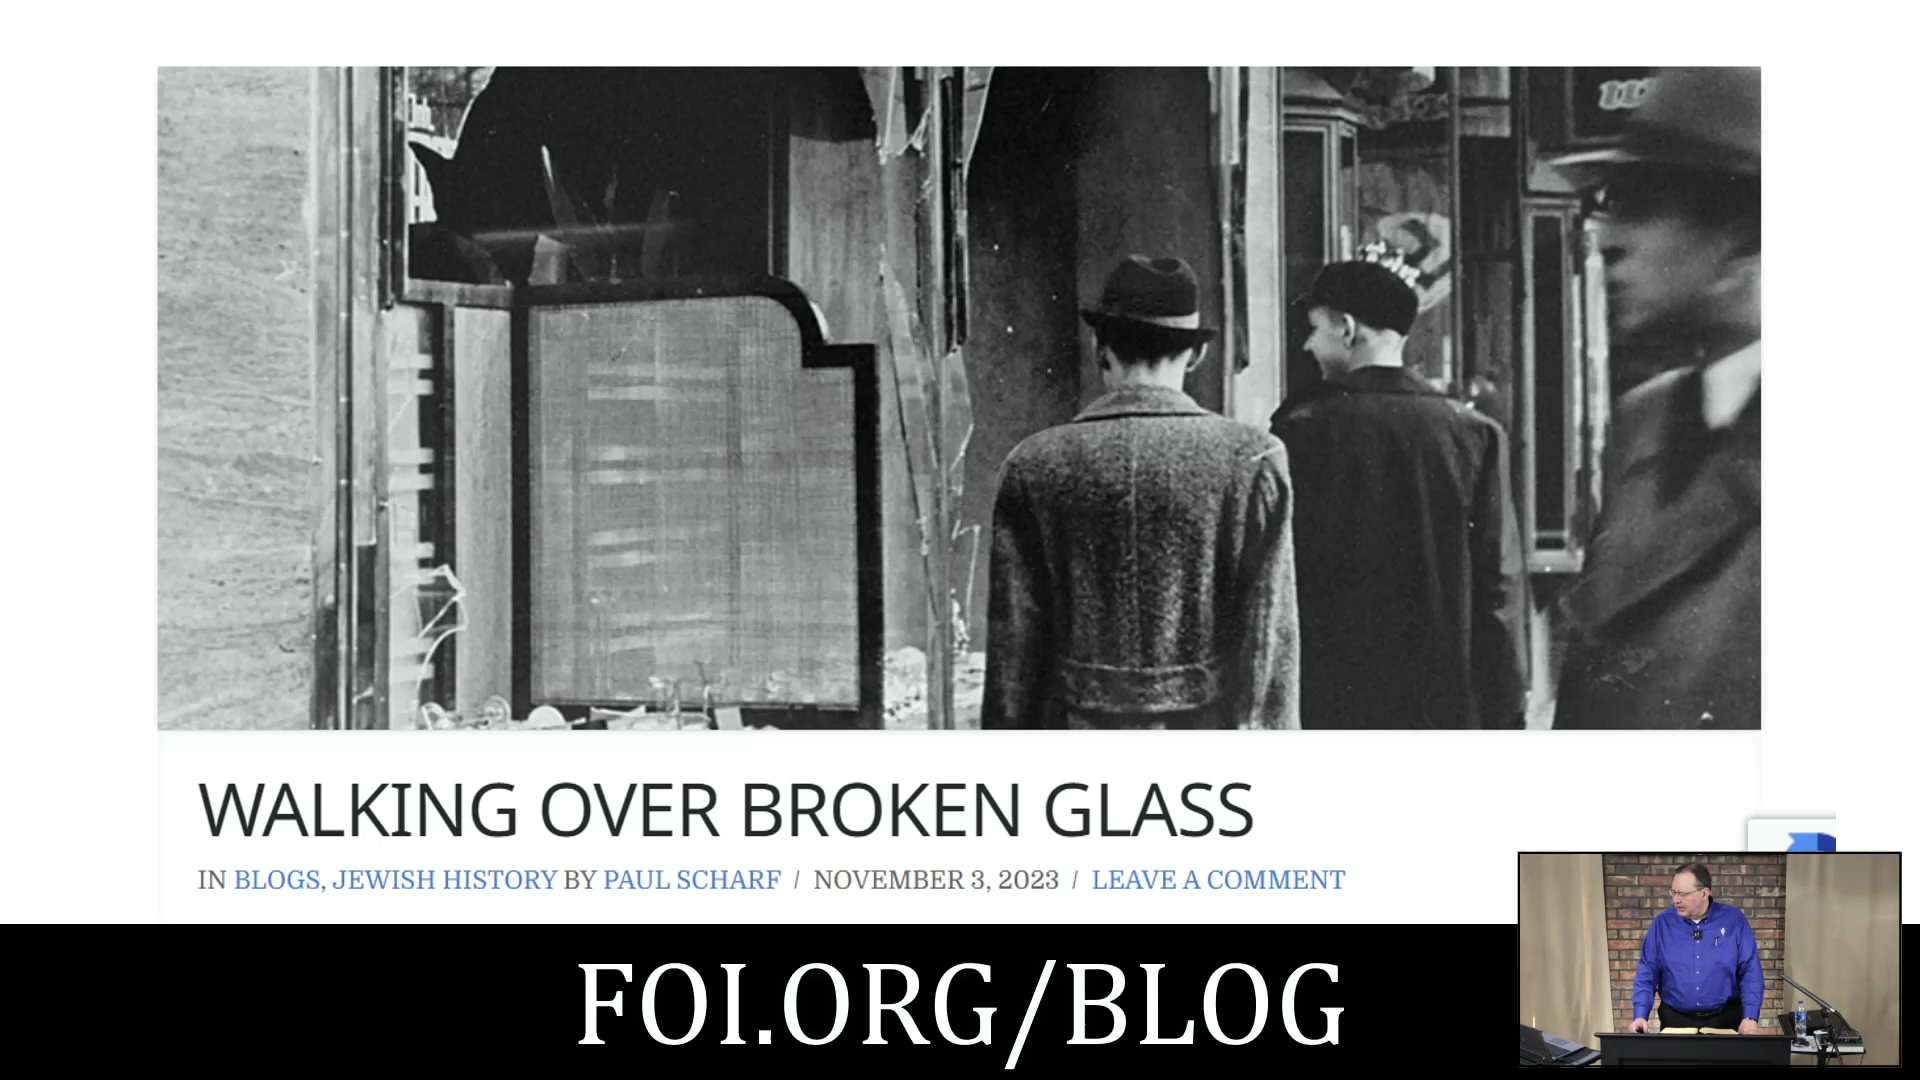 WALKING OVER BROKEN GLASS
IN BLOGS, JEWISH HISTORY BY PAUL SCHARF / NOVEMBER 3, 2023 / LEAVE A COMMENT
FOI.ORG/BLOG